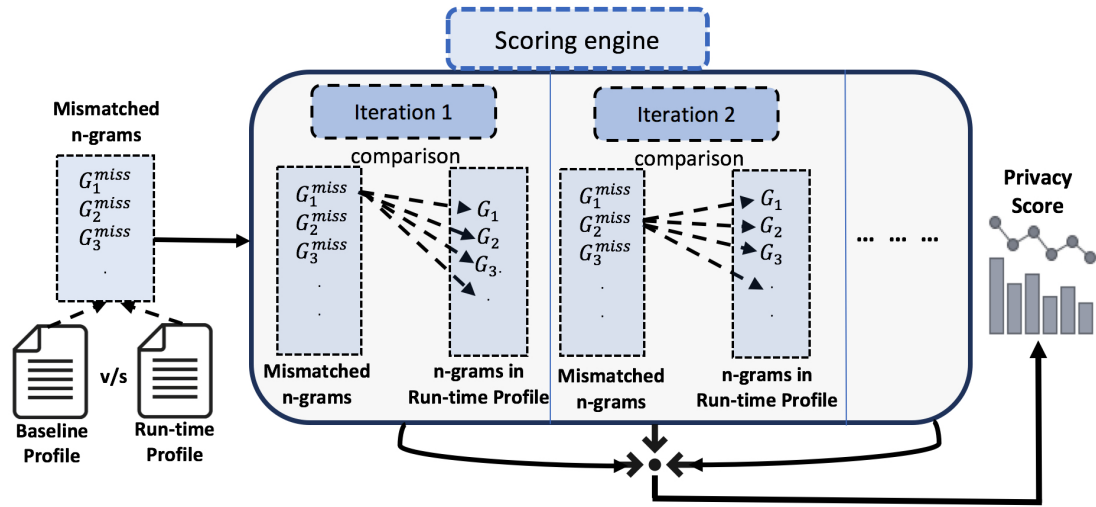 Scoring engine
Mismatched
n-grams
G_1^{miss}
G_2^{miss}
G_3^{miss}
.
v/s
Baseline
Profile
Run-time
Profile
Iteration 1
comparison
G_1^{miss}
G_2^{miss}
G_3^{miss}
.
.
G_1
G_2
G_3.
.
Mismatched
n-grams
n-grams in
Run-time Profile
Iteration 2
comparison
G_1^{miss}
G_2^{miss}
G_3^{miss}
.
.
G_1
G_2
G_3
.
Mismatched
n-grams
n-grams in
Run-time Profile
... ... ...
Privacy
Score